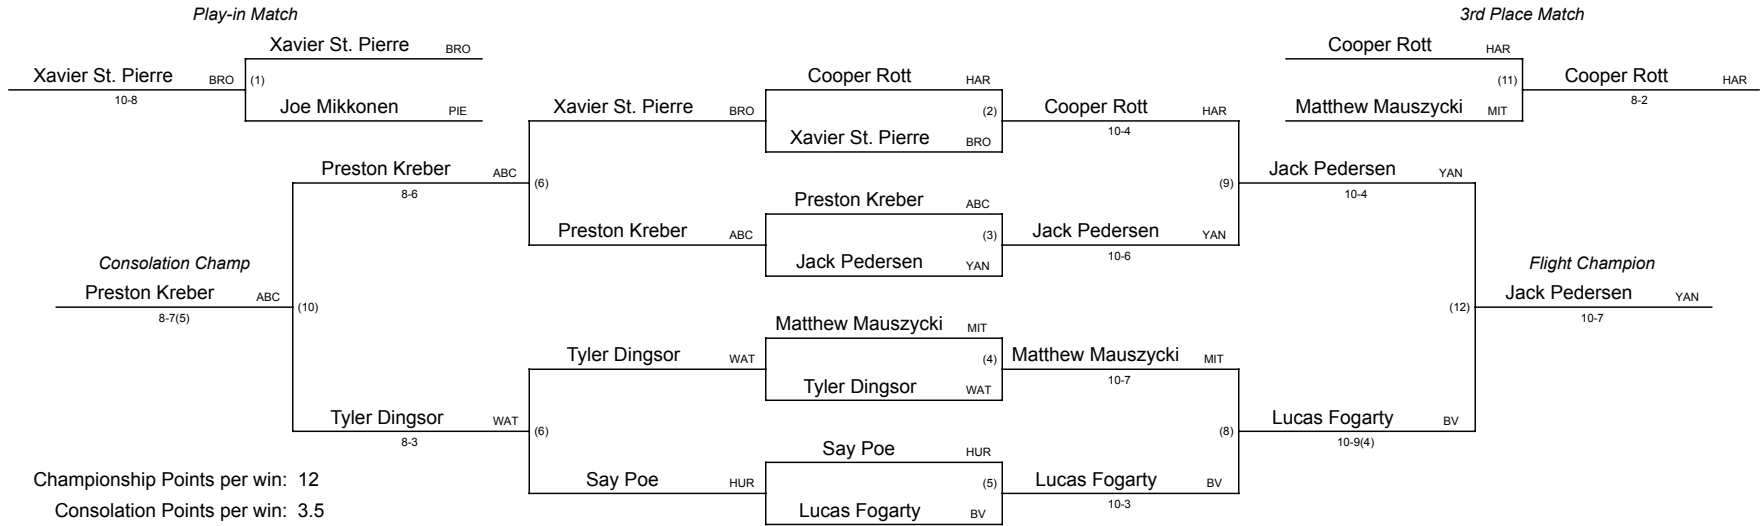 Play-in Match
3rd Place Match
Xavier St. Pierre BRO
Cooper Rott HAR
Xavier St. Pierre BRO (1)
Cooper Rott HAR
(11) Cooper Rott HAR
10-8
8-2
Joe Mikkonen PIE
Xavier St. Pierre BRO
(2)
Cooper Rott HAR
Matthew Mauszycki MIT
10-4
Xavier St. Pierre BRO
Preston Kreber ABC
(6)
(9)
Jack Pedersen YAN
8-6
10-4
Preston Kreber ABC
Preston Kreber ABC
(3)
Jack Pedersen YAN
10-6
Jack Pedersen YAN
Consolation Champ
Flight Champion
Preston Kreber ABC
(10)
(12)
Jack Pedersen YAN
8-7(5)
10-7
Matthew Mauszycki MIT
Tyler Dingsor WAT
(4)
Matthew Mauszycki MIT
10-7
Tyler Dingsor WAT
Tyler Dingsor WAT
(6)
(8)
Lucas Fogarty BV
8-3
10-9(4)
Say Poe HUR
Say Poe HUR
(5)
Lucas Fogarty BV
10-3
Lucas Fogarty BV
Championship Points per win: 12
Consolation Points per win: 3.5